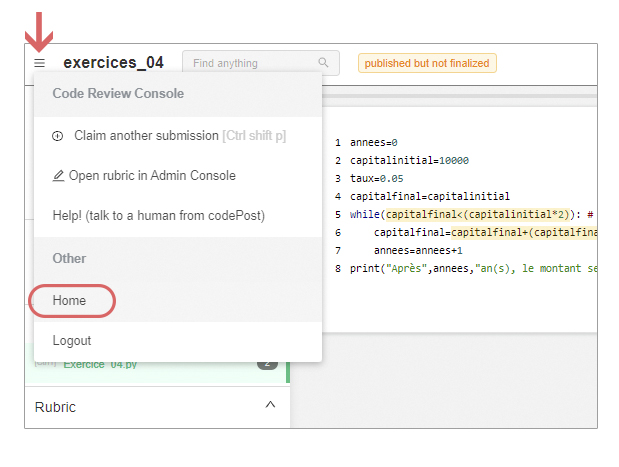 exercices_04
Find anything
published but not finalized
Code Review Console
Claim another submission [Ctrl shift p]
Open rubric in Admin Console
Help! (talk to a human from codePost)
Other
Home
Logout
Exercice_04.py
2
Rubric
1 annees=0
2 capitalinitial=10000
3 taux=0.05
4 capitalfinal=capitalinitial
5 while(capitalfinal<(capitalinitial*2)): #
6 capitalfinal=capitalfinal+(capitalfina
7 annees=annees+1
8 print("Après",annees,"an(s), le montant se